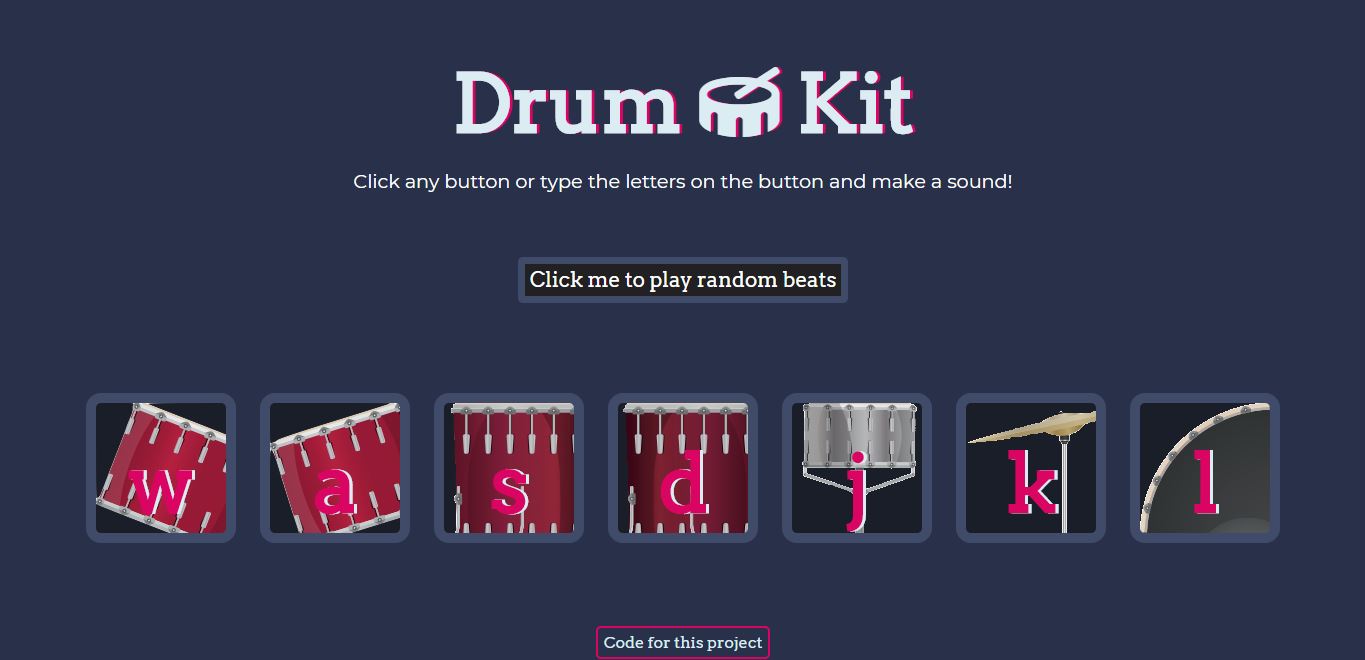 Drum Kit
Click any button or type the letters on the button and make a sound!
Click me to play random beats
w a s d j k l
Code for this project